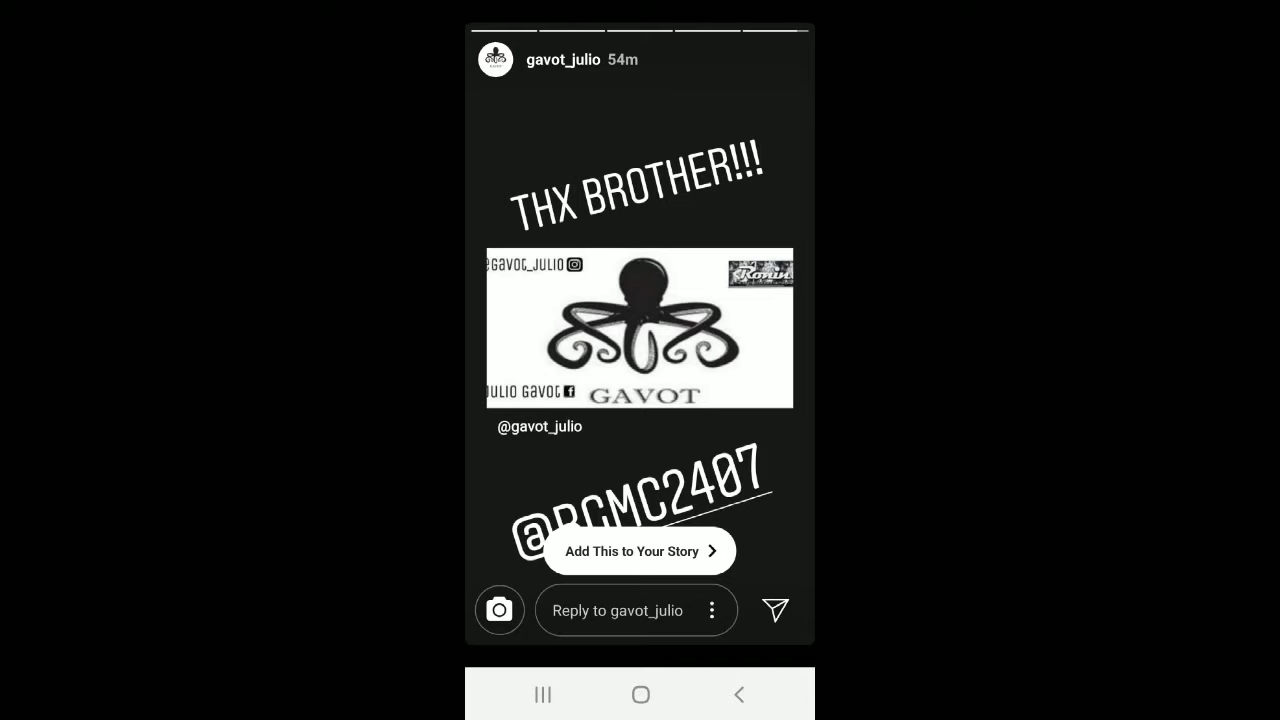 gavot_julio 54m
THX BROTHER!!!
GAVOT_JULIO
Ronin
JULIO GAVOT
GAVOT
@gavot_julio
Add This to Your Story
Reply to gavot_julio